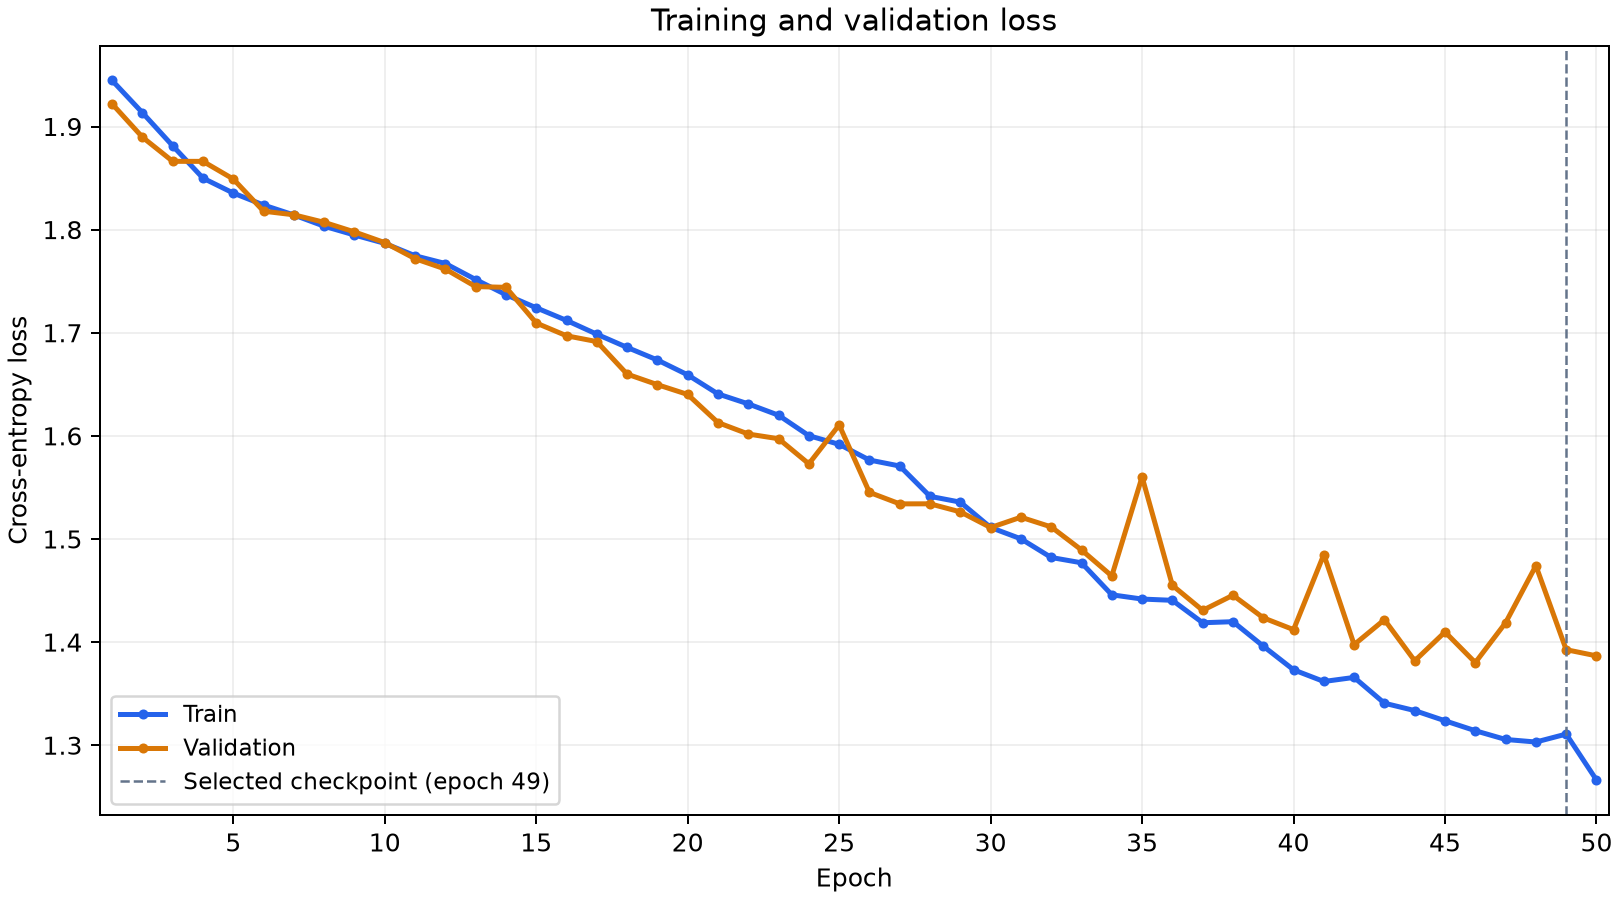 Training and validation loss
Cross-entropy loss
1.9
1.8
1.7
1.6
1.5
1.4
1.3
Train
Validation
Selected checkpoint (epoch 49)
5 10 15 20 25 30 35 40 45 50
Epoch